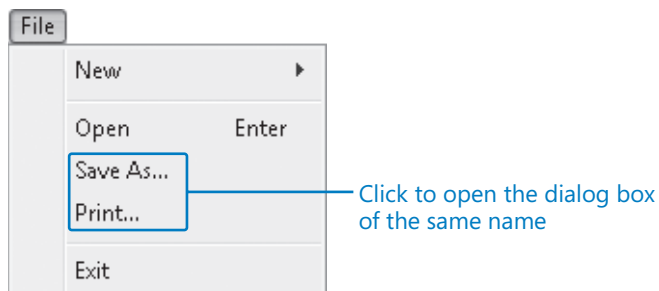 File
New
Open Enter
Save As...
Print...
Click to open the dialog box
of the same name
Exit